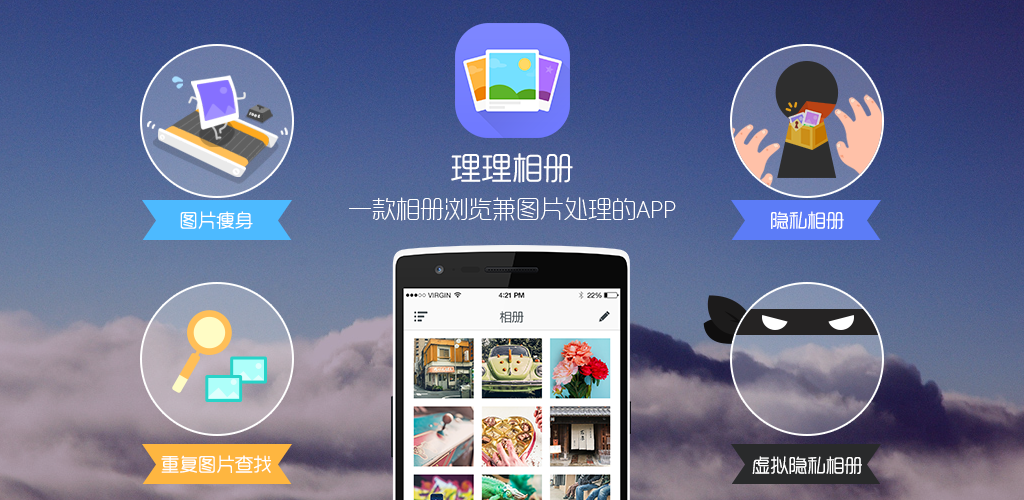 理理相册
一款相册浏览兼图片处理的APP
图片瘦身
隐私相册
VIRGIN
4:21 PM
22%
相册
重复图片查找
虚拟隐私相册